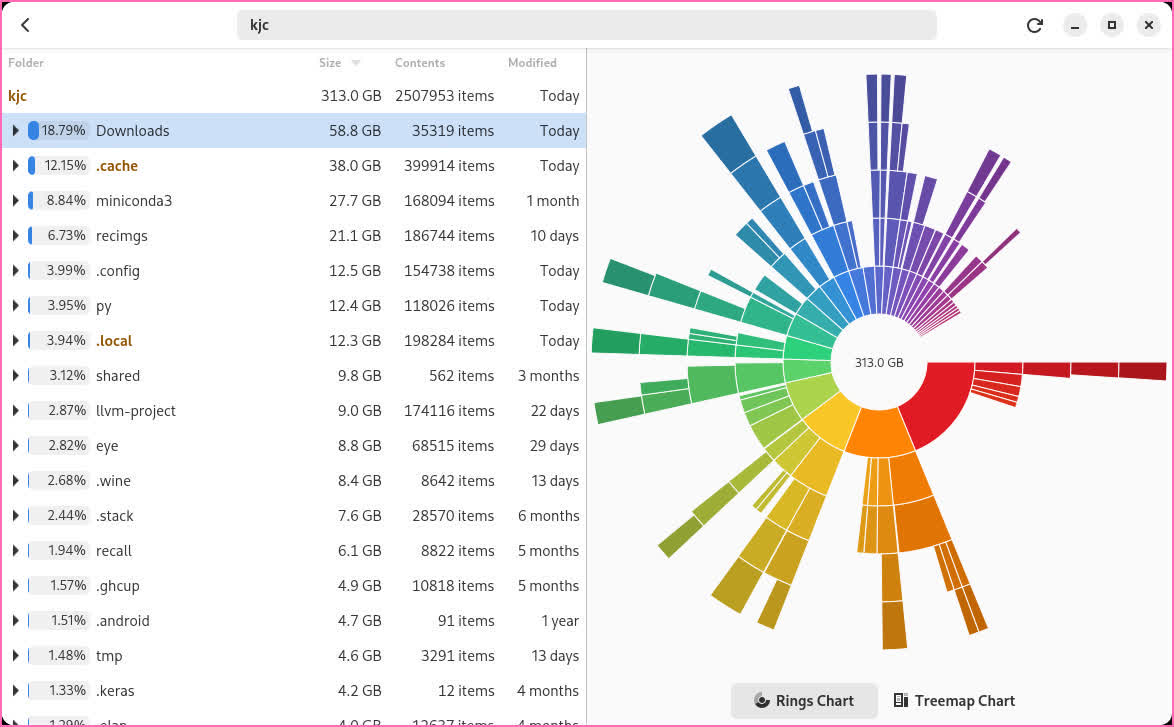 kjc
Folder Size Contents Modified
kjc 313.0 GB 2507953 items Today
18.79% Downloads 58.8 GB 35319 items Today
12.15% .cache 38.0 GB 399914 items Today
8.84% miniconda3 27.7 GB 168094 items 1 month
6.73% recimgs 21.1 GB 186744 items 10 days
3.99% .config 12.5 GB 154738 items Today
3.95% py 12.4 GB 118026 items Today
3.94% .local 12.3 GB 198284 items Today
3.12% shared 9.8 GB 562 items 3 months
2.87% llvm-project 9.0 GB 174116 items 22 days
2.82% eye 8.8 GB 68515 items 29 days
2.68% .wine 8.4 GB 8642 items 13 days
2.44% .stack 7.6 GB 28570 items 6 months
1.94% recall 6.1 GB 8822 items 5 months
1.57% .ghcup 4.9 GB 10818 items 5 months
1.51% .android 4.7 GB 91 items 1 year
1.48% tmp 4.6 GB 3291 items 13 days
1.33% .keras 4.2 GB 12 items 4 months
313.0 GB
Rings Chart
Treemap Chart